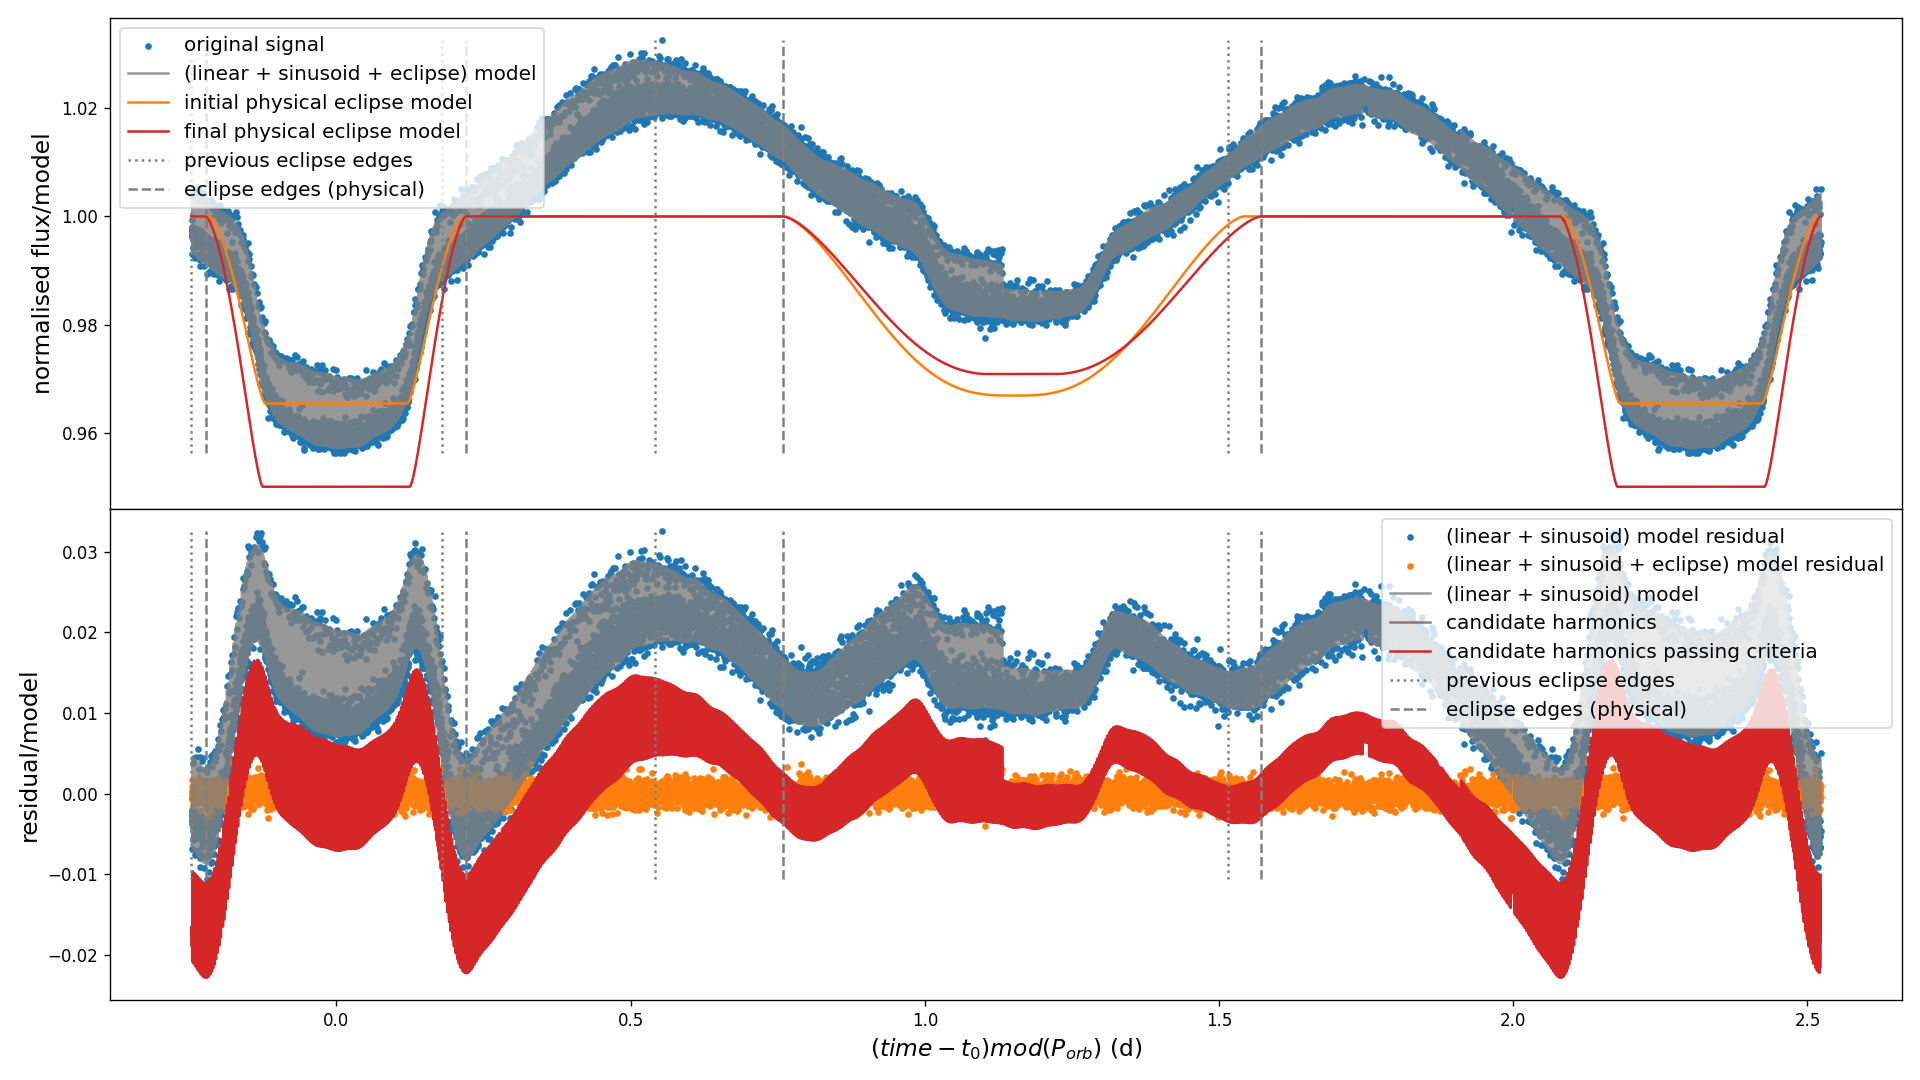 original signal
(linear + sinusoid + eclipse) model
initial physical eclipse model
final physical eclipse model
previous eclipse edges
eclipse edges (physical)
normalised flux/model
1.02
1.00
0.98
0.96
(linear + sinusoid) model residual
(linear + sinusoid + eclipse) model residual
(linear + sinusoid) model
candidate harmonics
candidate harmonics passing criteria
previous eclipse edges
eclipse edges (physical)
residual/model
0.03
0.02
0.01
0.00
−0.01
−0.02
0.0 0.5 1.0 1.5 2.0 2.5
(time − t₀)mod(Pₒᵣb) (d)